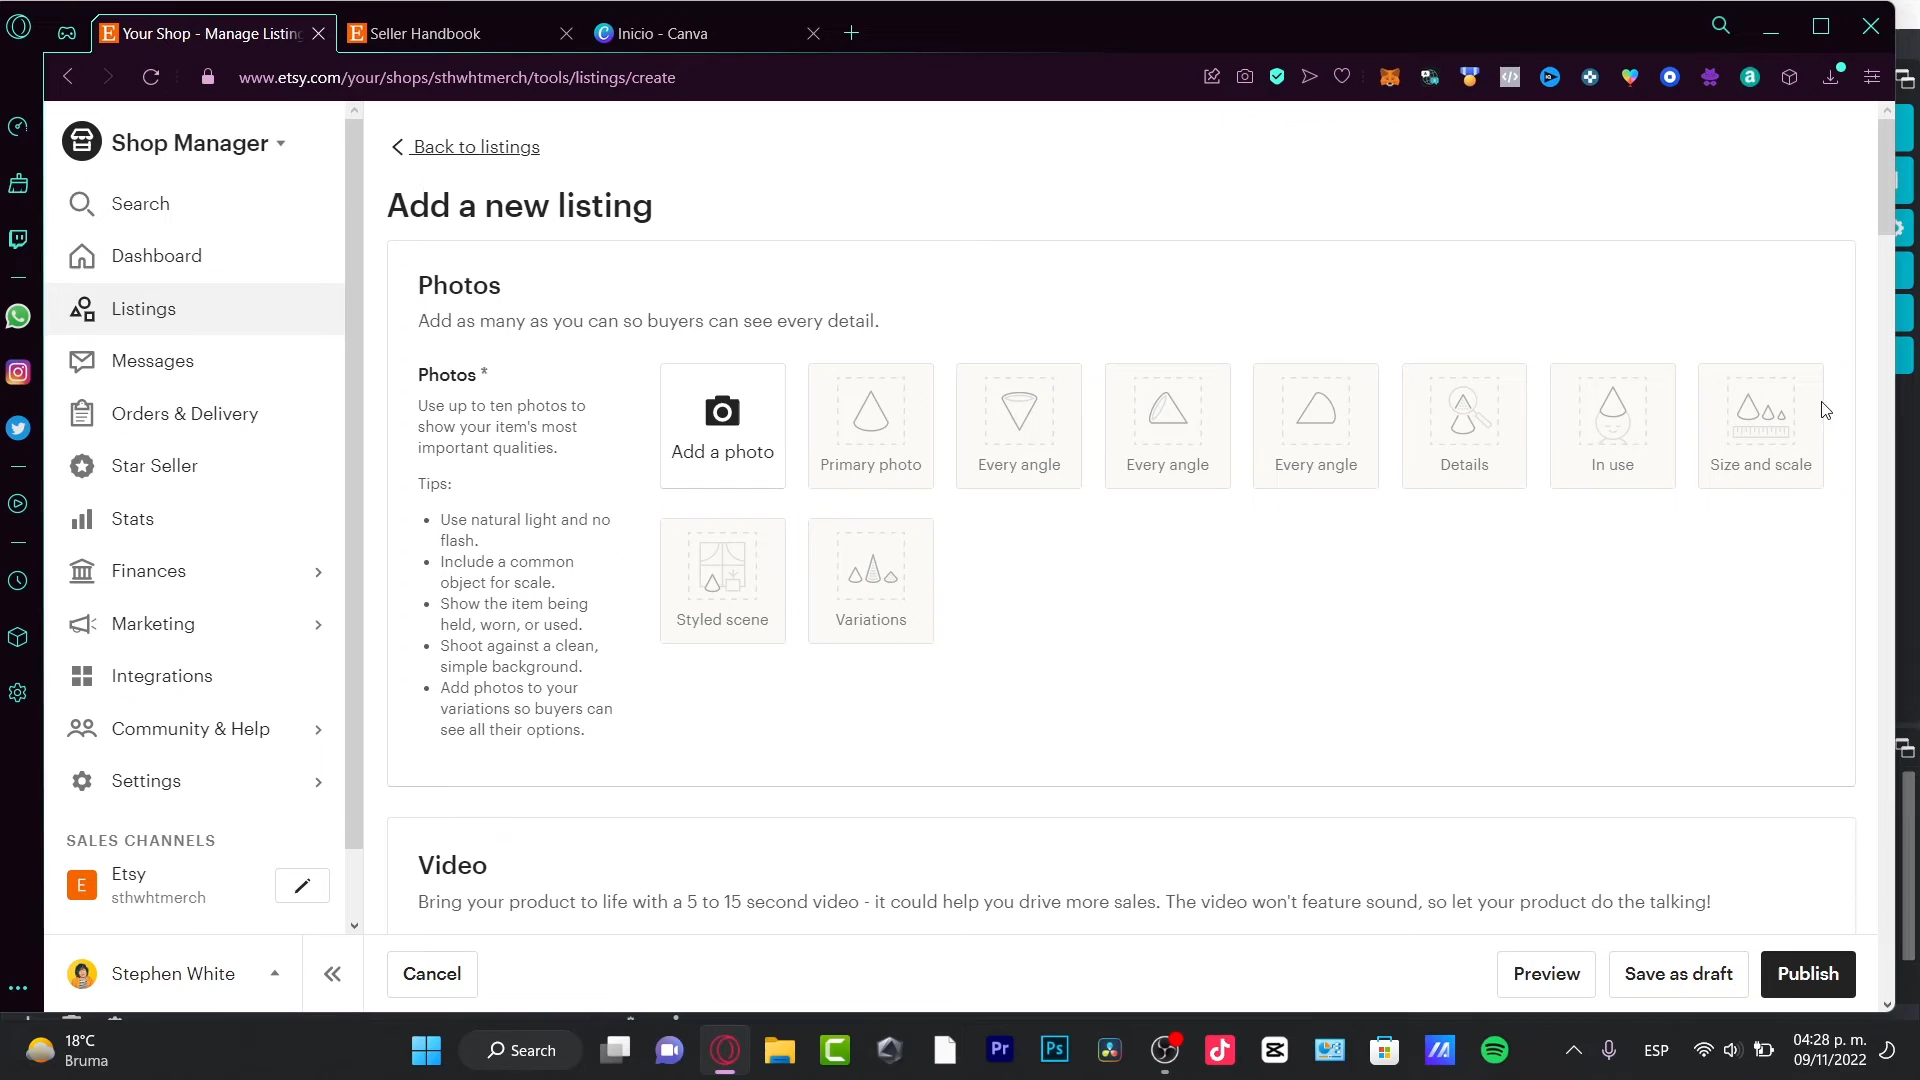 Your Shop - Manage Listing
Seller Handbook
Inicio - Canva
www.etsy.com/your/shops/sthwhtmerch/tools/listings/create
Shop Manager
Search
Dashboard
Listings
Messages
Orders & Delivery
Star Seller
Stats
Finances
Marketing
Integrations
Community & Help
Settings
SALES CHANNELS
E
Etsy
sthwhtmerch
Stephen White
Back to listings
Add a new listing
Photos
Add as many as you can so buyers can see every detail.
Photos *
Use up to ten photos to
show your item's most
important qualities.
Tips:
• Use natural light and no
flash.
• Include a common
object for scale.
• Show the item being
held, worn, or used.
• Shoot against a clean,
simple background.
• Add photos to your
variations so buyers can
see all their options.
Add a photo
Primary photo
Every angle
Every angle
Every angle
Details
In use
Size and scale
Styled scene
Variations
Video
Bring your product to life with a 5 to 15 second video - it could help you drive more sales. The video won't feature sound, so let your product do the talking!
Cancel
Preview
Save as draft
Publish
18°C
Bruma
Search
Pr
Ps
ESP
04:28 p. m.
09/11/2022